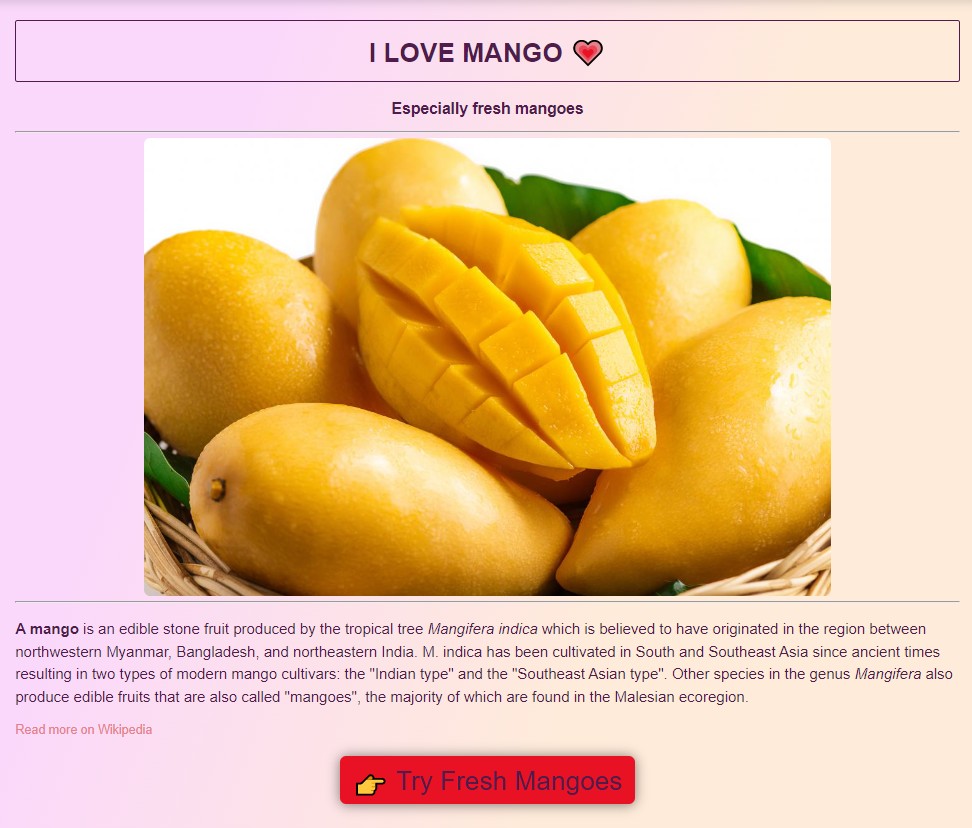 I LOVE MANGO 💗
Especially fresh mangoes
A mango is an edible stone fruit produced by the tropical tree Mangifera indica which is believed to have originated in the region between
northwestern Myanmar, Bangladesh, and northeastern India. M. indica has been cultivated in South and Southeast Asia since ancient times
resulting in two types of modern mango cultivars: the "Indian type" and the "Southeast Asian type". Other species in the genus Mangifera also
produce edible fruits that are also called "mangoes", the majority of which are found in the Malesian ecoregion.
Read more on Wikipedia
👉 Try Fresh Mangoes